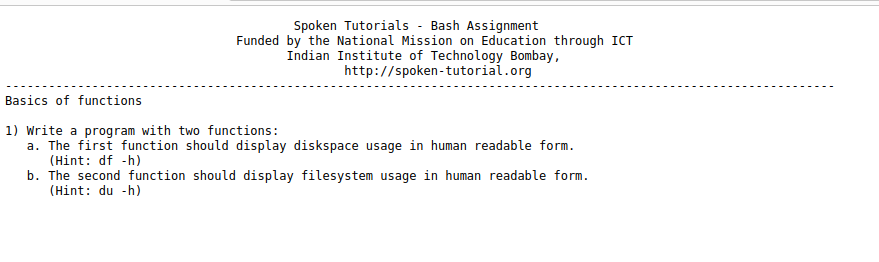 Spoken Tutorials - Bash Assignment
Funded by the National Mission on Education through ICT
Indian Institute of Technology Bombay,
http://spoken-tutorial.org
-------------------------------------------------------------------------------------------------------------------
Basics of functions
1) Write a program with two functions:
a. The first function should display diskspace usage in human readable form.
(Hint: df -h)
b. The second function should display filesystem usage in human readable form.
(Hint: du -h)